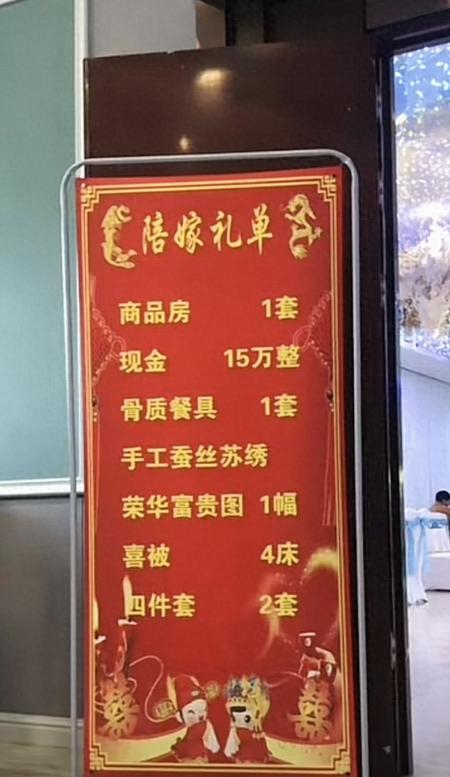 陪嫁礼单
商品房 1套
现金 15万整
骨质餐具 1套
手工蚕丝苏绣
荣华富贵图 1幅
喜被 4床
四件套 2套
囍 囍